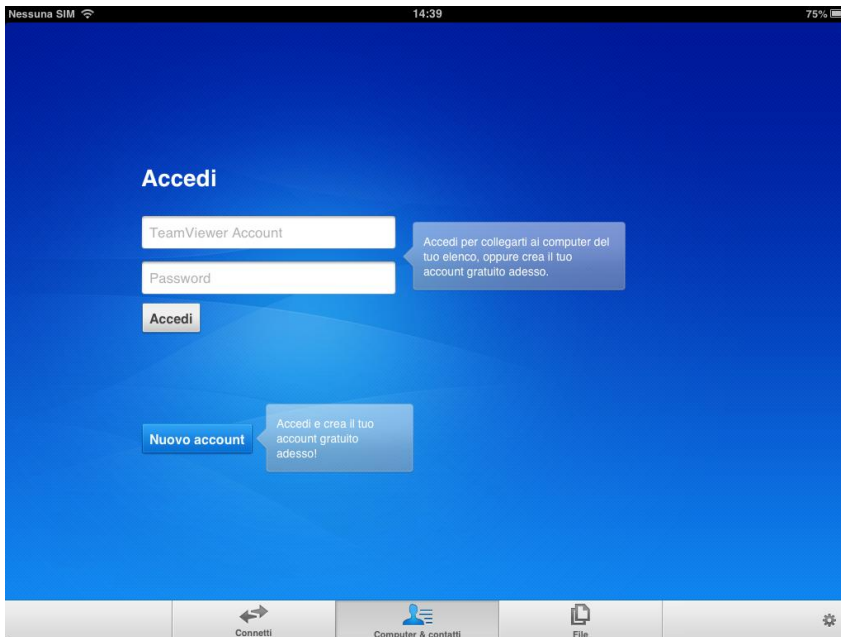 Nessuna SIM 14:39 75%
Accedi
TeamViewer Account
Accedi per collegarti ai computer del
tuo elenco, oppure crea il tuo
account gratuito adesso.
Password
Accedi
Accedi e crea il tuo
account gratuito
adesso!
Nuovo account
Connetti Computer & contatti File